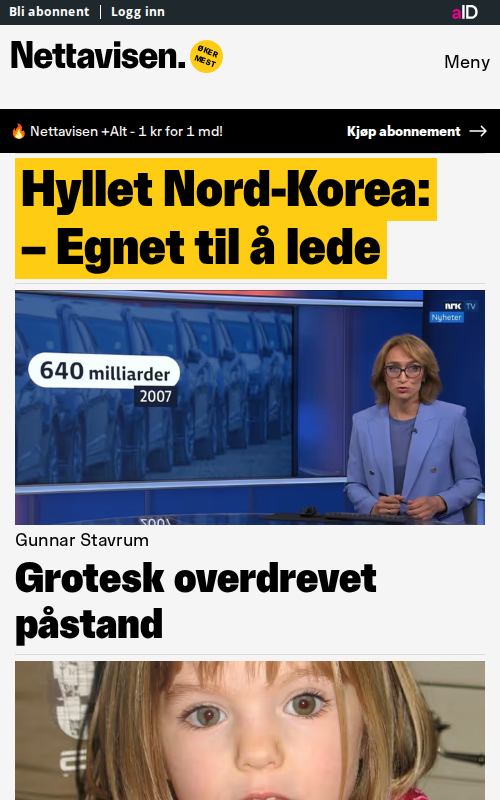 Bli abonnent | Logg inn
aID
Nettavisen.
ØKER
MEST
Meny
🔥 Nettavisen +Alt - 1 kr for 1 md!
Kjøp abonnement →
Hyllet Nord-Korea:
– Egnet til å lede
NRK TV
Nyheter
640 milliarder
2007
2007
Gunnar Stavrum
Grotesk overdrevet
påstand